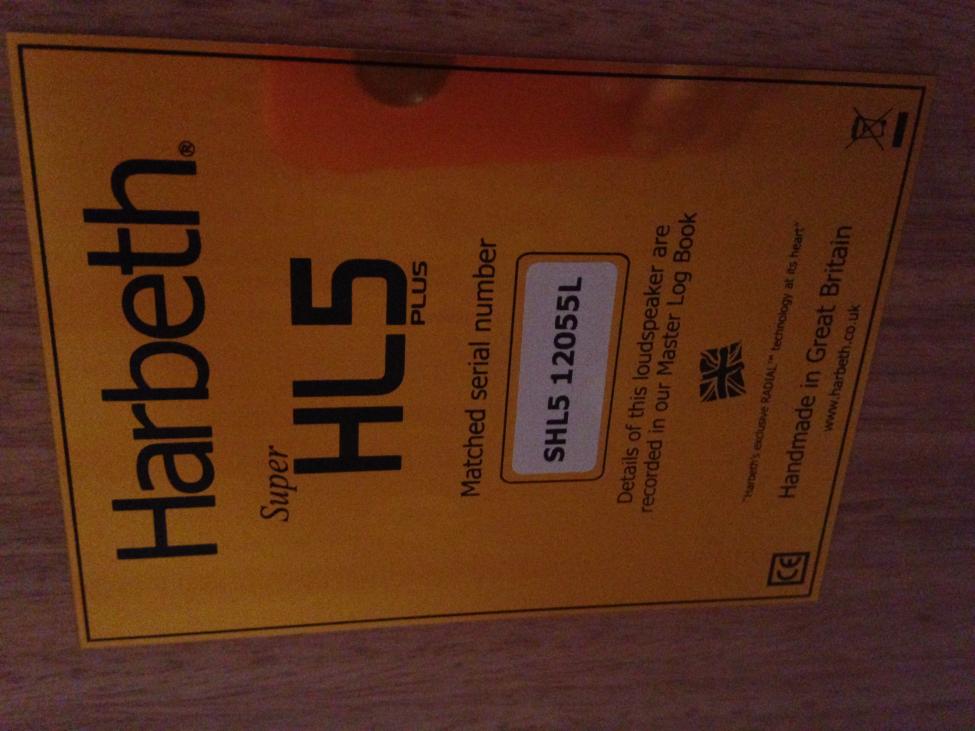 Harbeth®
Super
HL5
PLUS
Matched serial number
SHL5 12055L
Details of this loudspeaker are
recorded in our Master Log Book
"Harbeth's exclusive RADIAL™ technology at its heart"
Handmade in Great Britain
www.harbeth.co.uk
CE